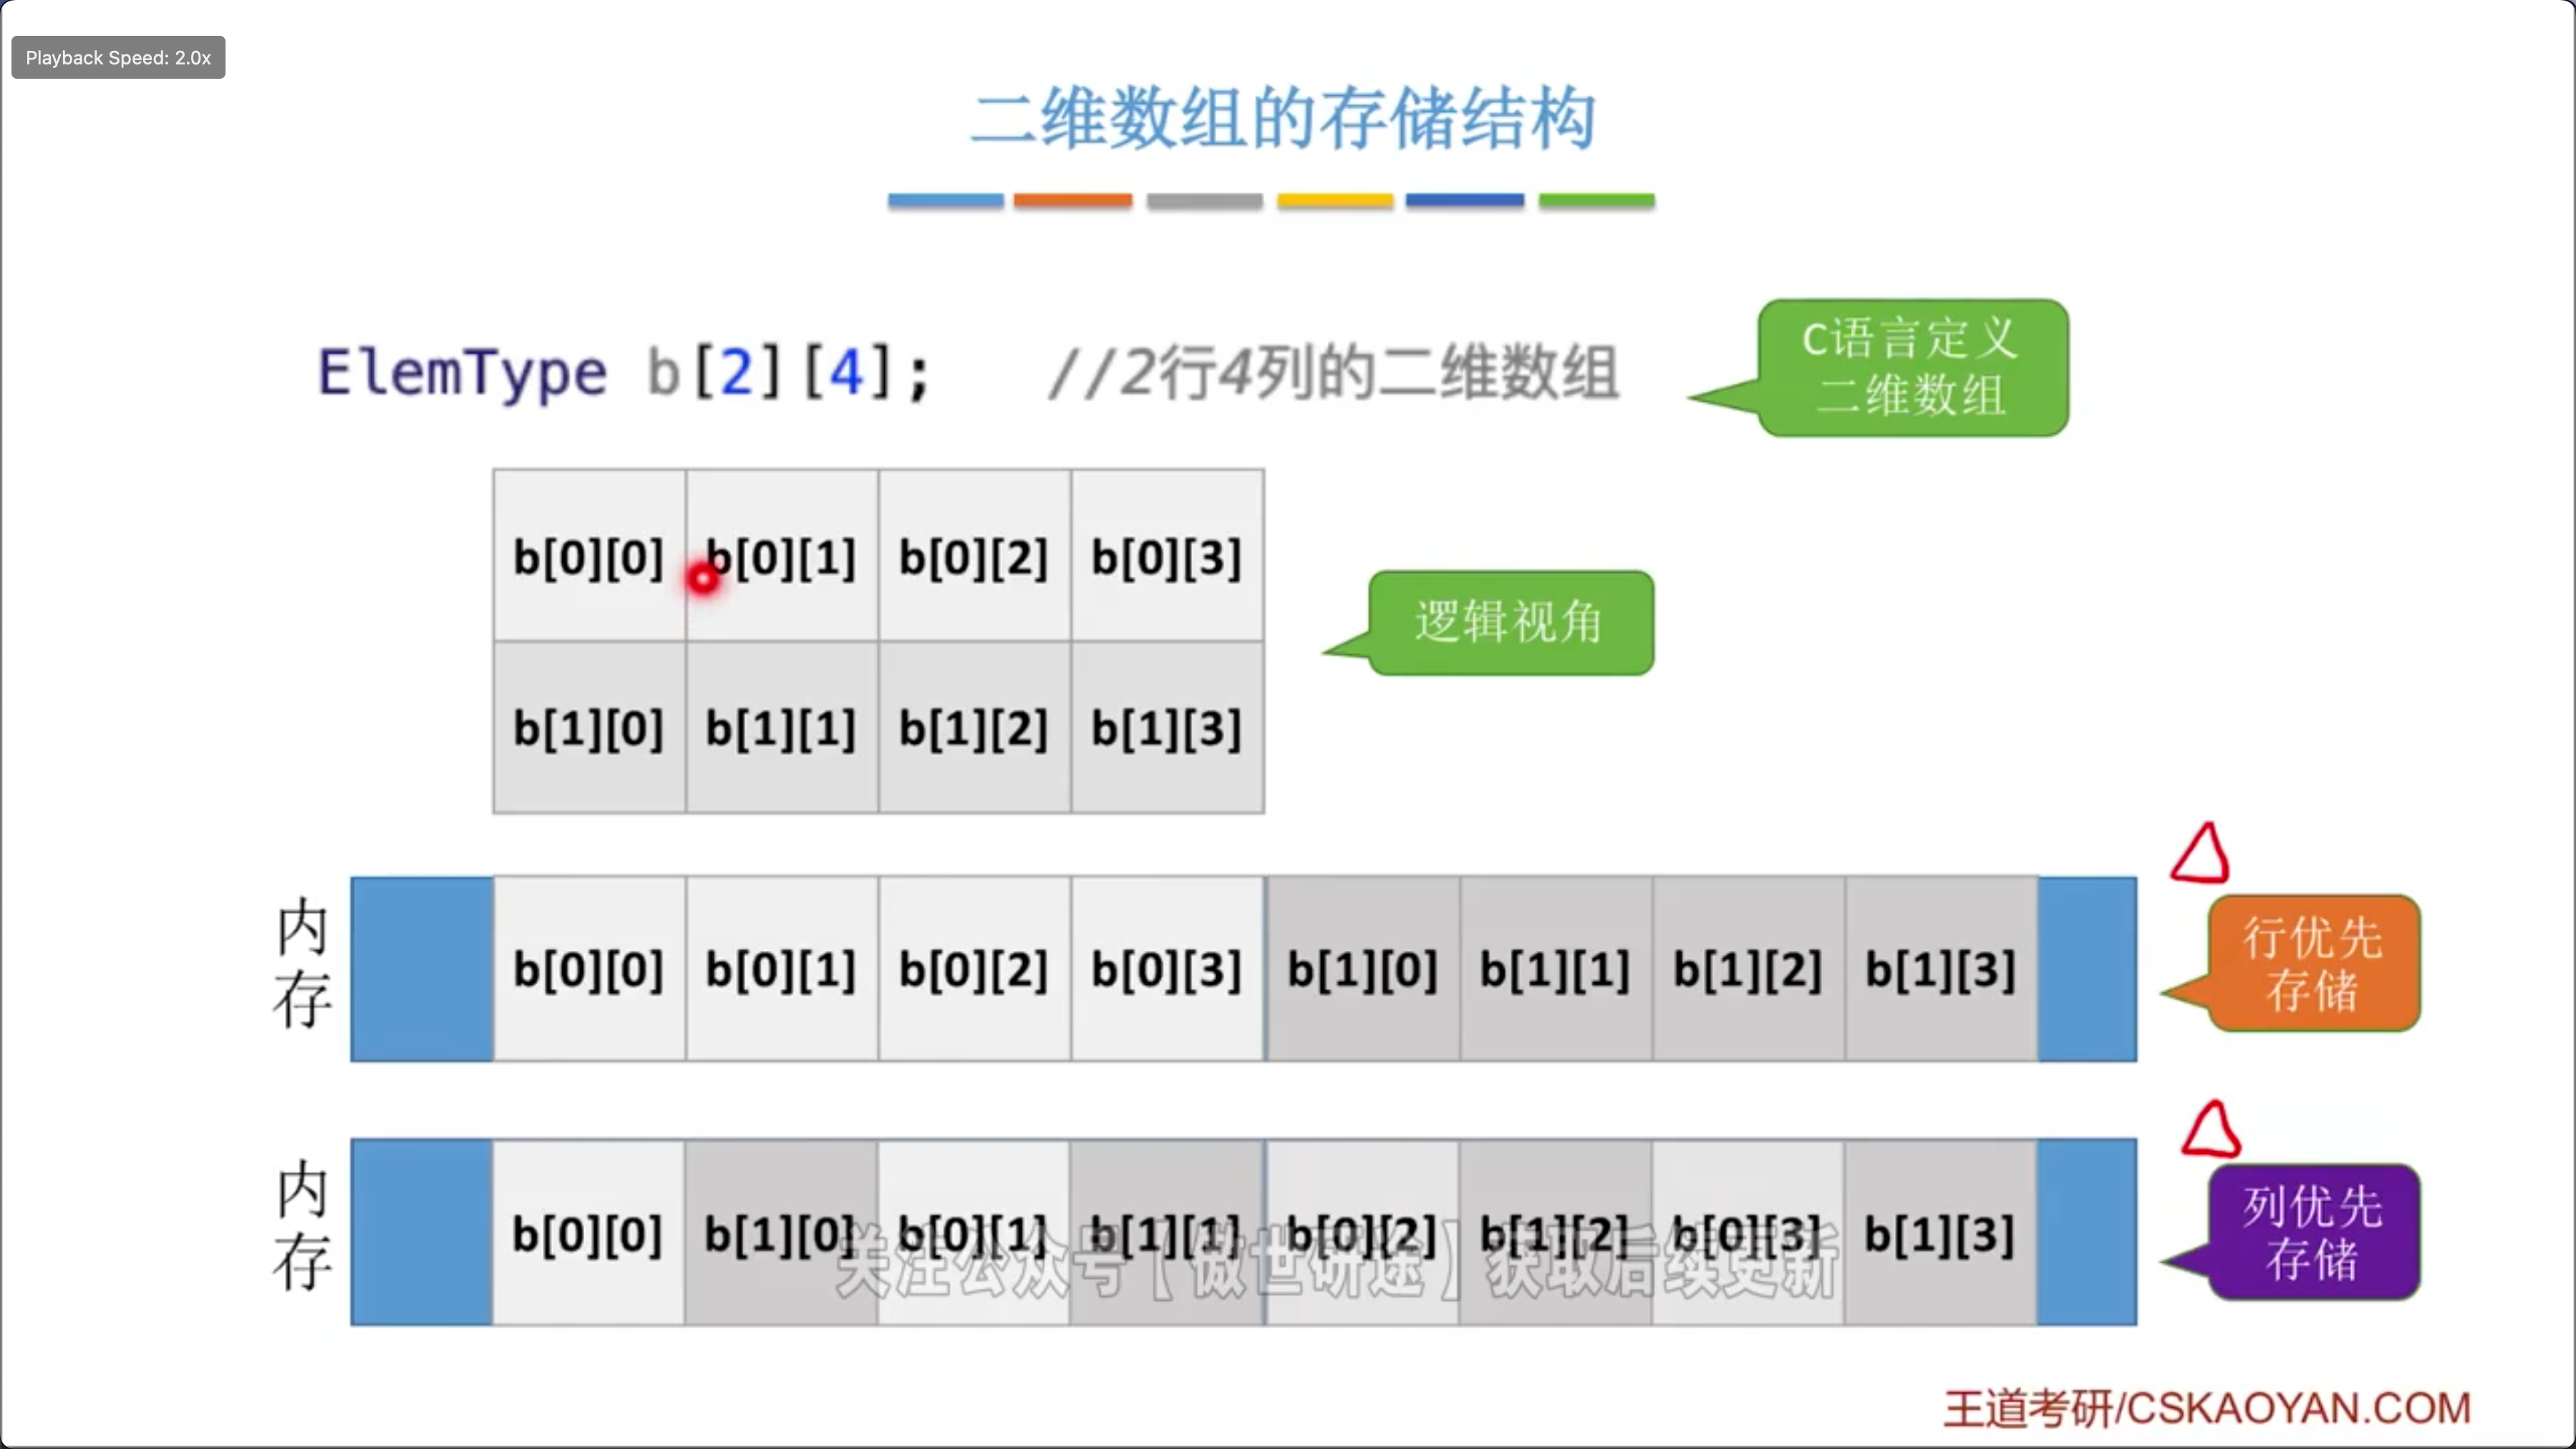 Playback Speed: 2.0x
二维数组的存储结构
ElemType b[2][4]; //2行4列的二维数组
C语言定义
二维数组
b[0][0] b[0][1] b[0][2] b[0][3]
逻辑视角
b[1][0] b[1][1] b[1][2] b[1][3]
内存
b[0][0] b[0][1] b[0][2] b[0][3] b[1][0] b[1][1] b[1][2] b[1][3]
行优先
存储
内存
b[0][0] b[1][0] b[0][1] b[1][1] b[0][2] b[1][2] b[0][3] b[1][3]
列优先
存储
关注公众号【傲世研途】获取后续更新
王道考研/CSKAOYAN.COM